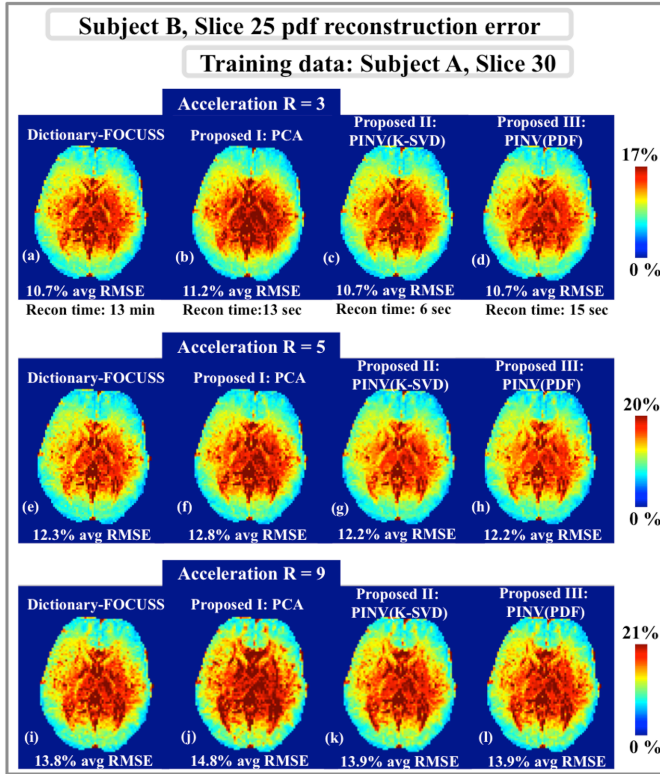 Subject B, Slice 25 pdf reconstruction error
Training data: Subject A, Slice 30
Acceleration R = 3
Dictionary-FOCUSS
Proposed I: PCA
Proposed II:
PINV(K-SVD)
Proposed III:
PINV(PDF)
17%
0 %
(a)
(b)
(c)
(d)
10.7% avg RMSE
11.2% avg RMSE
10.7% avg RMSE
10.7% avg RMSE
Recon time: 13 min
Recon time:13 sec
Recon time: 6 sec
Recon time: 15 sec
Acceleration R = 5
Dictionary-FOCUSS
Proposed I: PCA
Proposed II:
PINV(K-SVD)
Proposed III:
PINV(PDF)
20%
0 %
(e)
(f)
(g)
(h)
12.3% avg RMSE
12.8% avg RMSE
12.2% avg RMSE
12.2% avg RMSE
Acceleration R = 9
Dictionary-FOCUSS
Proposed I: PCA
Proposed II:
PINV(K-SVD)
Proposed III:
PINV(PDF)
21%
0 %
(i)
(j)
(k)
(l)
13.8% avg RMSE
14.8% avg RMSE
13.9% avg RMSE
13.9% avg RMSE